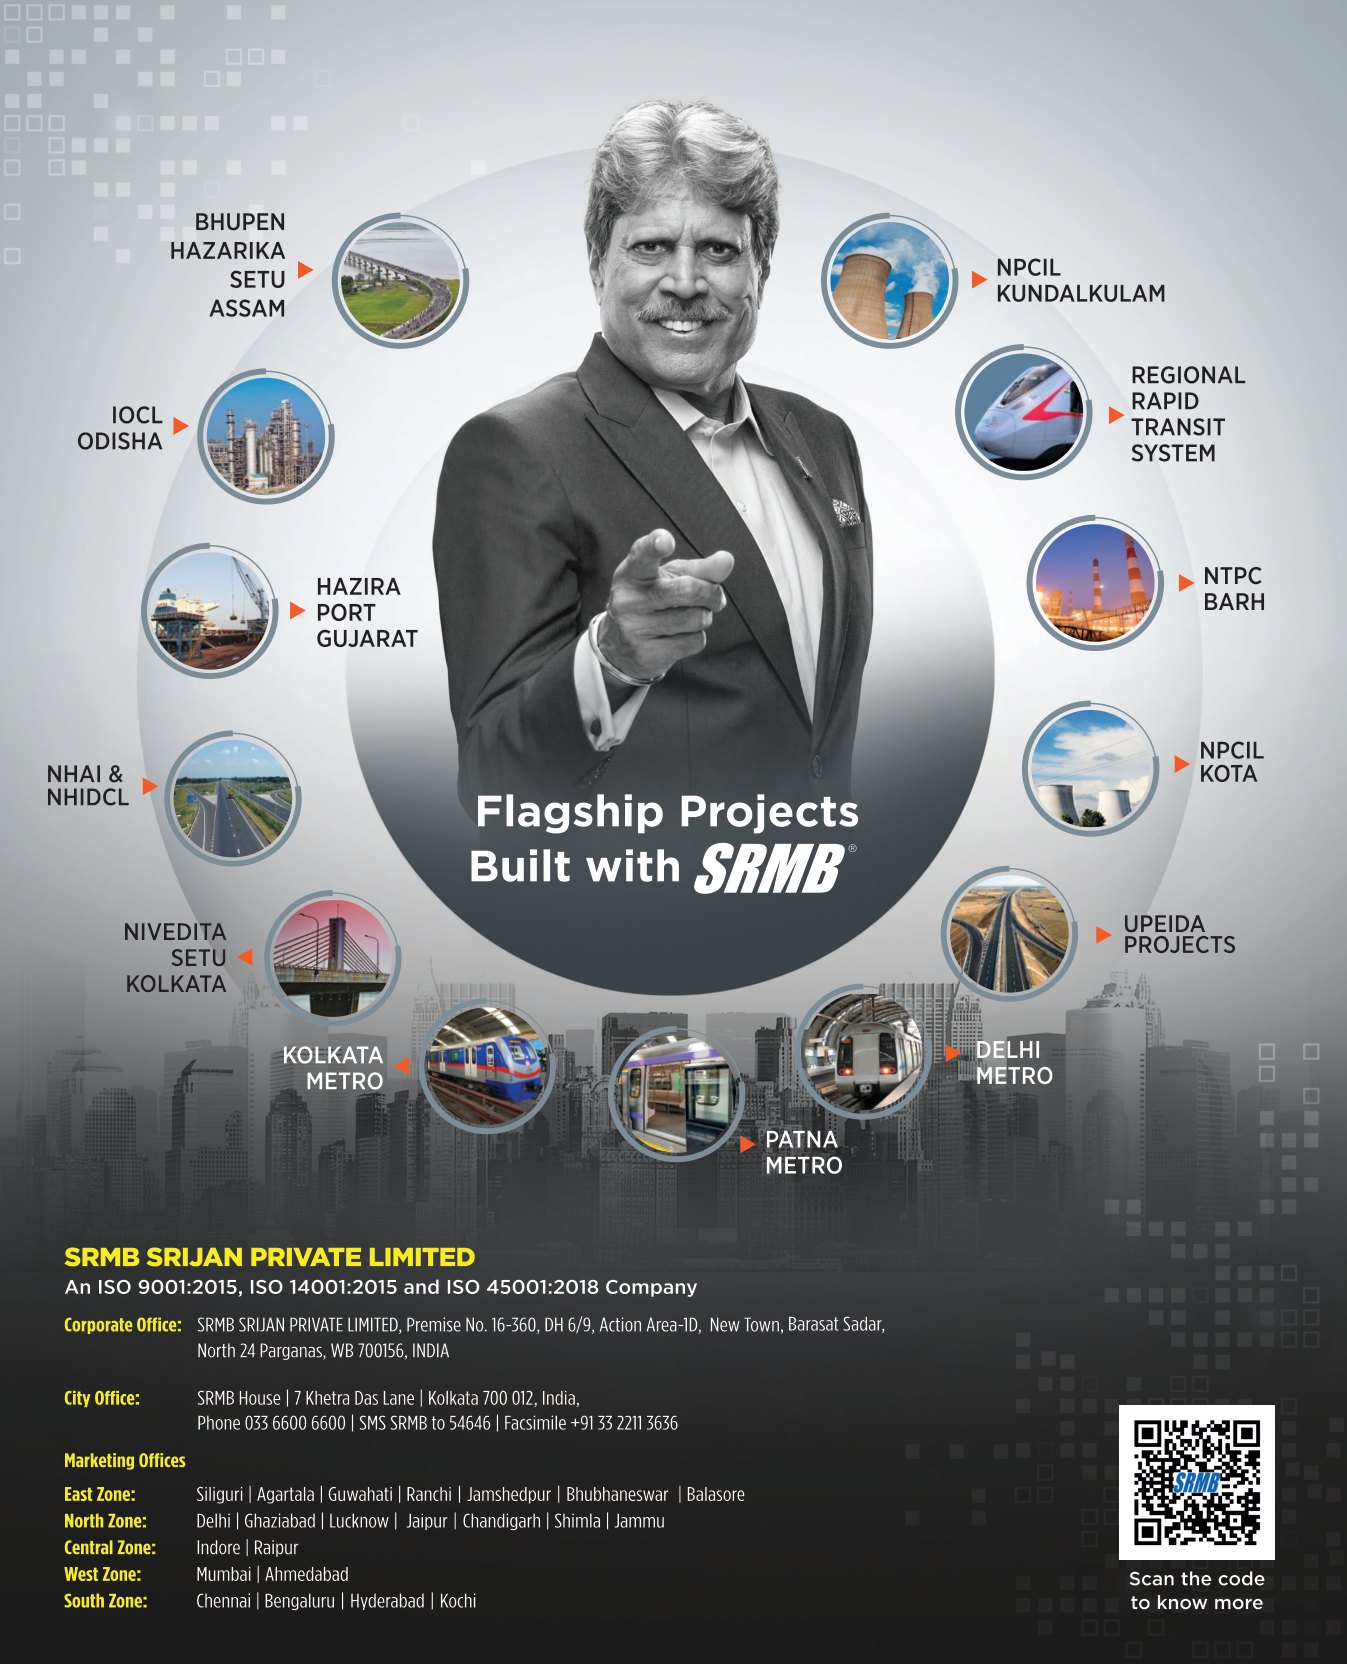 BHUPEN
HAZARIKA
SETU
ASSAM
NPCIL
KUNDALKULAM
REGIONAL
RAPID
TRANSIT
SYSTEM
IOCL
ODISHA
HAZIRA
PORT
GUJARAT
NTPC
BARH
NHAI &
NHIDCL
NPCIL
KOTA
Flagship Projects
Built with SRMB®
NIVEDITA
SETU
KOLKATA
UPEIDA
PROJECTS
KOLKATA
METRO
DELHI
METRO
PATNA
METRO
SRMB SRIJAN PRIVATE LIMITED
An ISO 9001:2015, ISO 14001:2015 and ISO 45001:2018 Company
Corporate Office: SRMB SRIJAN PRIVATE LIMITED, Premise No. 16-360, DH 6/9, Action Area-1D, New Town, Barasat Sadar,
North 24 Parganas, WB 700156, INDIA
City Office: SRMB House | 7 Khetra Das Lane | Kolkata 700 012, India,
Phone 033 6600 6600 | SMS SRMB to 54646 | Facsimile +91 33 2211 3636
Marketing Offices
East Zone: Siliguri | Agartala | Guwahati | Ranchi | Jamshedpur | Bhubhaneswar | Balasore
North Zone: Delhi | Ghaziabad | Lucknow | Jaipur | Chandigarh | Shimla | Jammu
Central Zone: Indore | Raipur
West Zone: Mumbai | Ahmedabad
South Zone: Chennai | Bengaluru | Hyderabad | Kochi
SRMB
Scan the code
to know more